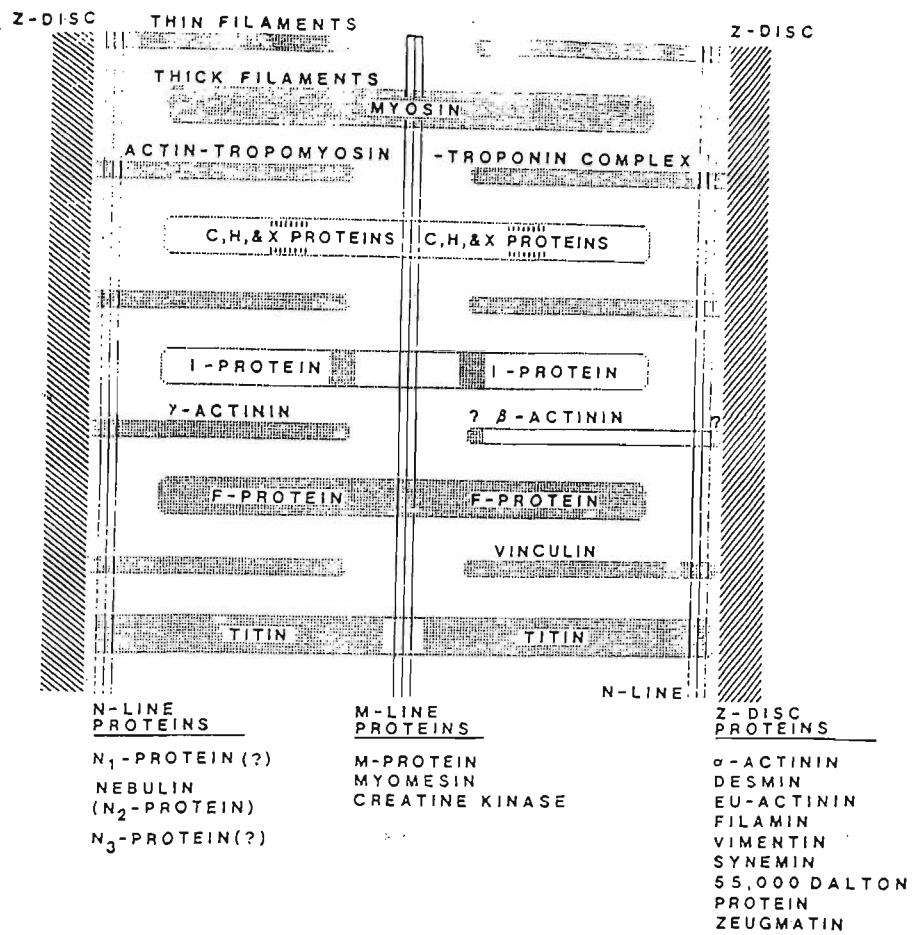 Z-DISC
THIN FILAMENTS
Z-DISC
THICK FILAMENTS
MYOSIN
ACTIN-TROPOMYOSIN
-TROPONIN COMPLEX
C,H,&X PROTEINS
C,H,&X PROTEINS
I-PROTEIN
I-PROTEIN
γ-ACTININ
? β-ACTININ
?
F-PROTEIN
F-PROTEIN
VINCULIN
TITIN
TITIN
N-LINE
N-LINE
PROTEINS
N₁-PROTEIN(?)
NEBULIN
(N₂-PROTEIN)
N₃-PROTEIN(?)
M-LINE
PROTEINS
M-PROTEIN
MYOMESIN
CREATINE KINASE
Z-DISC
PROTEINS
α-ACTININ
DESMIN
EU-ACTININ
FILAMIN
VIMENTIN
SYNEMIN
55,000 DALTON
PROTEIN
ZEUGMATIN